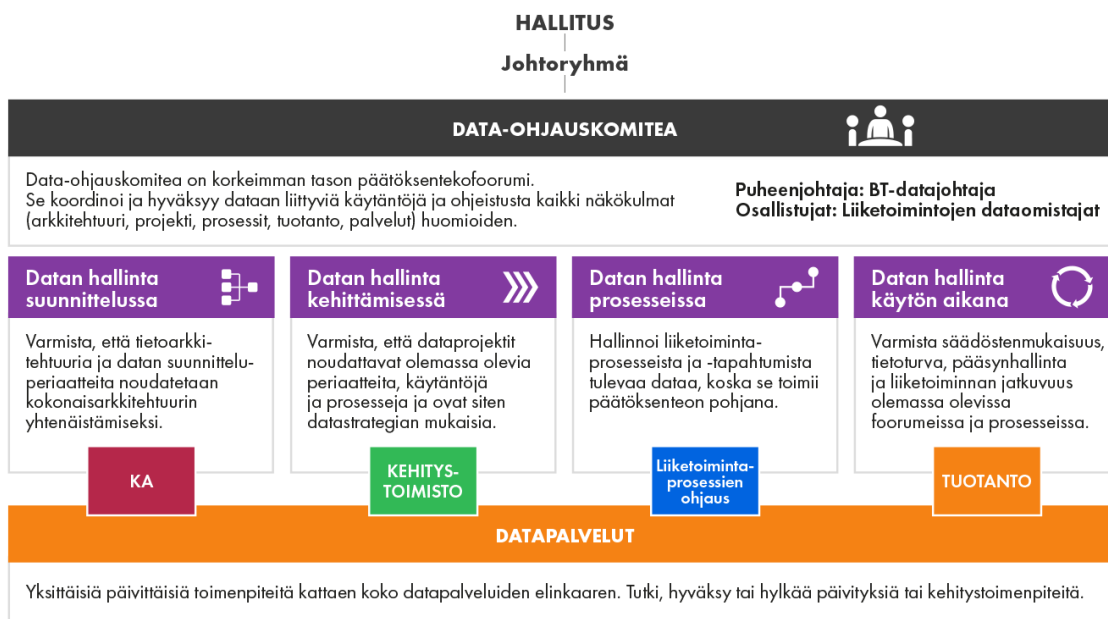 HALLITUS
Johtoryhmä
DATA-OHJAUSKOMITEA
Data-ohjauskomitea on korkeimman tason päätöksentekofoorumi.
Se koordinoi ja hyväksyy dataan liittyviä käytäntöjä ja ohjeistusta kaikki näkökulmat
(arkkitehtuuri, projekti, prosessit, tuotanto, palvelut) huomioiden.
Puheenjohtaja: BT-datajohtaja
Osallistujat: Liiketoimintojen dataomistajat
Datan hallinta
suunnittelussa
Varmista, että tietoarkki-
tehtuuria ja datan suunnittelu-
periaatteita noudatetaan
kokonaisarkkitehtuurin
yhtenäistämiseksi.
KA
Datan hallinta
kehittämisessä
Varmista, että dataprojektit
noudattavat olemassa olevia
periaatteita, käytäntöjä
ja prosesseja ja ovat siten
datastrategian mukaisia.
KEHITYS-
TOIMISTO
Datan hallinta
prosesseissa
Hallinnoi liiketoiminta-
prosesseista ja -tapahtumista
tulevaa dataa, koska se toimii
päätöksenteon pohjana.
Liiketoiminta-
prosessien
ohjaus
Datan hallinta
käytön aikana
Varmista säädöstenmukaisuus,
tietoturva, pääsynhallinta
ja liiketoiminnan jatkuvuus
olemassa olevissa
foorumeissa ja prosesseissa.
TUOTANTO
DATAPALVELUT
Yksittäisiä päivittäisiä toimenpiteitä kattaen koko datapalveluiden elinkaaren. Tutki, hyväksy tai hylkää päivityksiä tai kehitystoimenpiteitä.